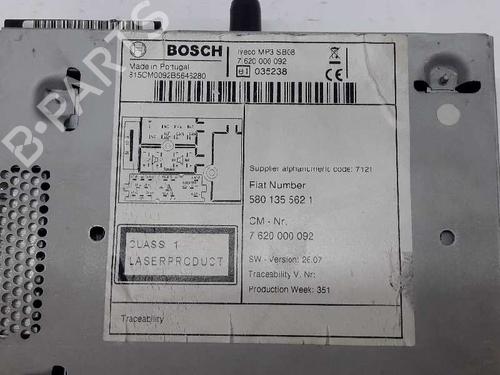 BOSCH
Iveco MP3 SB08
7 620 000 092
Made in Portugal
815CM0092B5646280
035238
CE
Supplier alphanumeric code: 7121
Fiat Number
580 135 562 1
CM - Nr.
7 620 000 092
CLASS 1
LASERPRODUCT
SW - Version: 26.07
Traceability V. Nr:
Production Week: 351
Traceability
B-PARTS